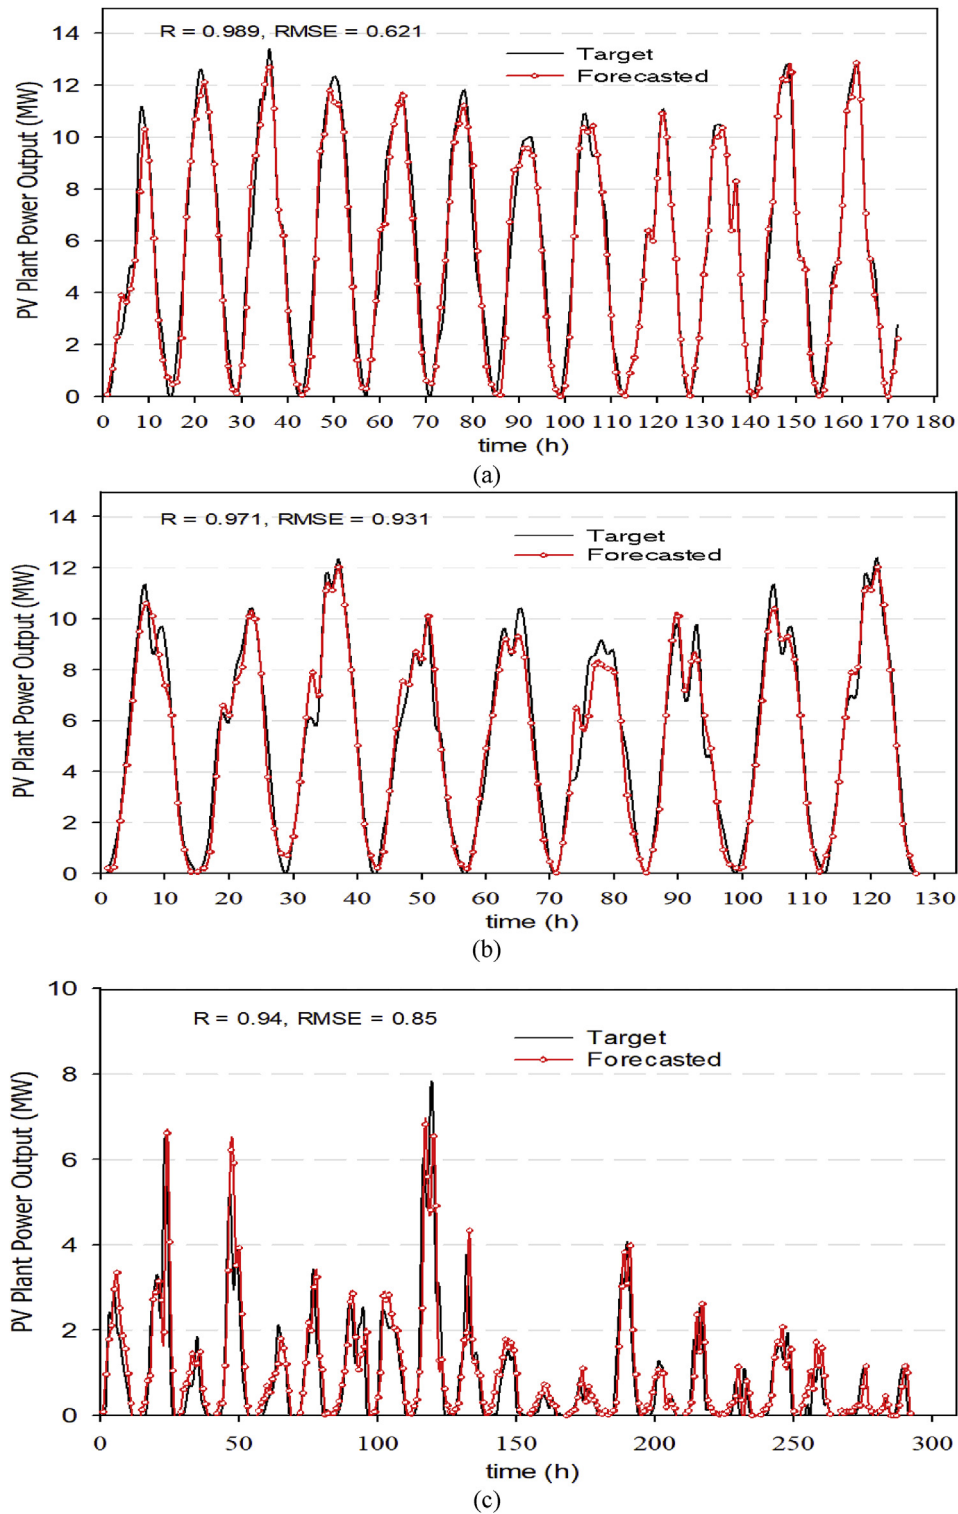 R = 0.989, RMSE = 0.621
Target
Forecasted
PV Plant Power Output (MW)
14
12
10
8
6
4
2
0
0 10 20 30 40 50 60 70 80 90 100 110 120 130 140 150 160 170 180
time (h)
(a)
R = 0.971, RMSE = 0.931
Target
Forecasted
PV Plant Power Output (MW)
14
12
10
8
6
4
2
0
0 10 20 30 40 50 60 70 80 90 100 110 120 130
time (h)
(b)
R = 0.94, RMSE = 0.85
Target
Forecasted
PV Plant Power Output (MW)
10
8
6
4
2
0
0 50 100 150 200 250 300
time (h)
(c)